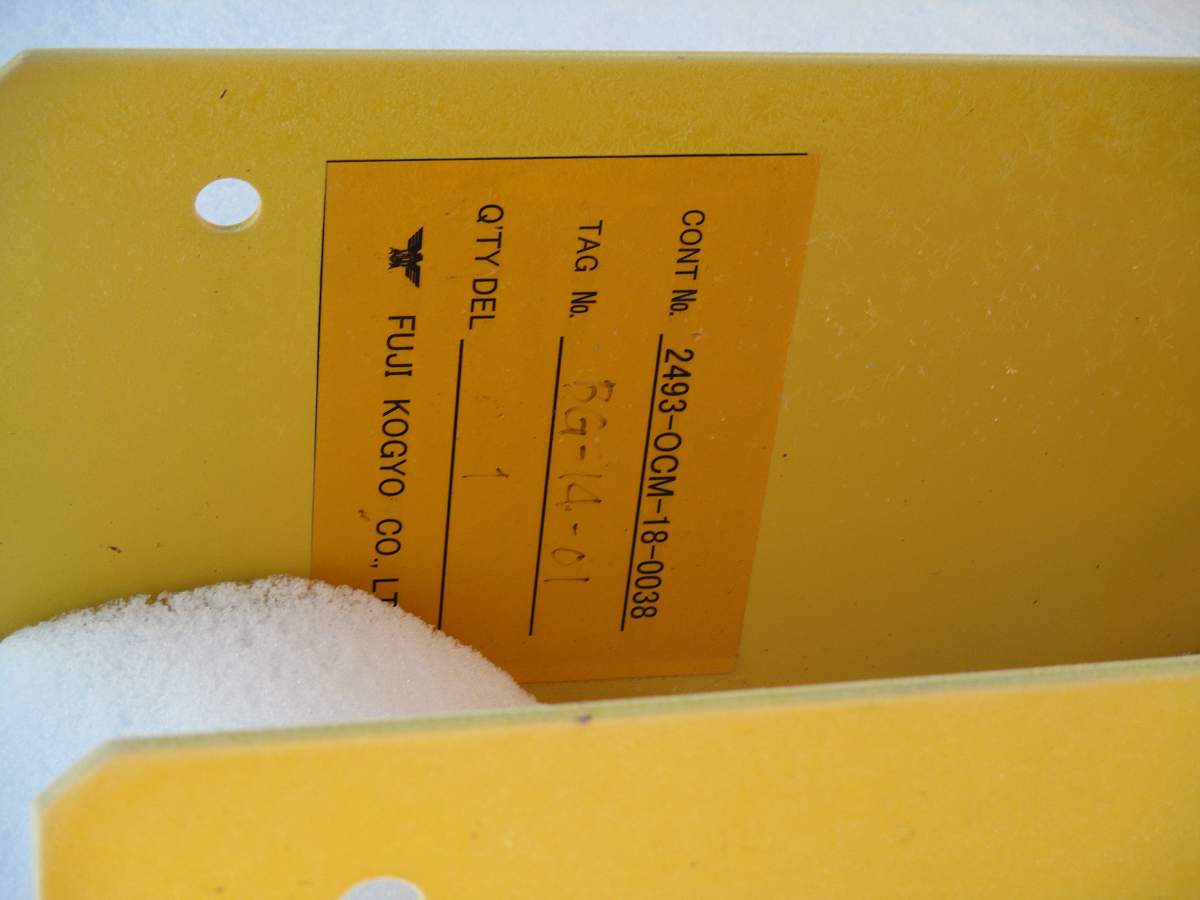 CONT No. 2493-OCM-18-0038
TAG No. BG-14-01
Q'TY DEL 1
FUJI KOGYO CO., LT